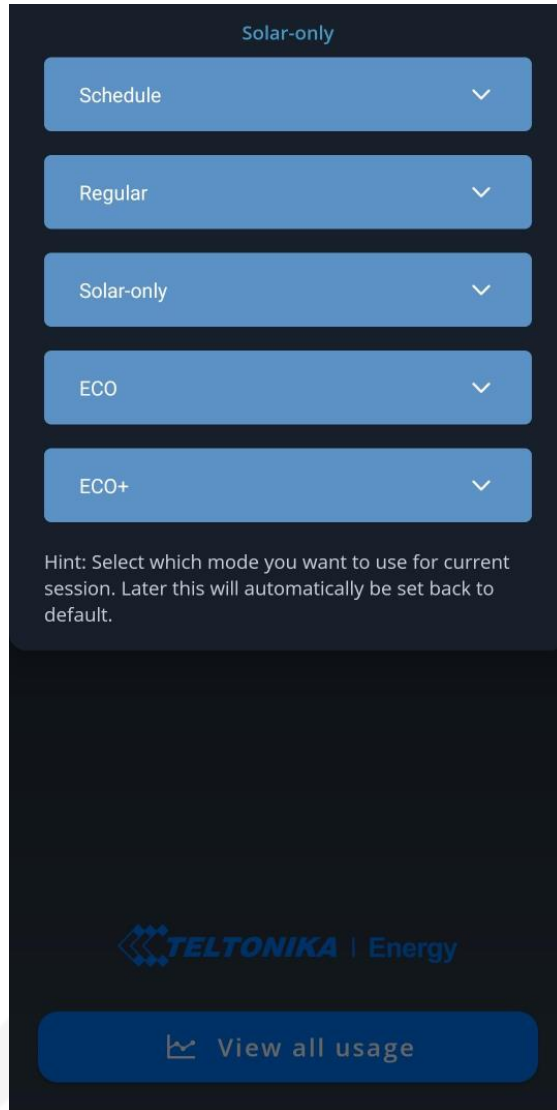 Solar-only
Schedule
Regular
Solar-only
ECO
ECO+
Hint: Select which mode you want to use for current
session. Later this will automatically be set back to
default.
TELTONIKA | Energy
View all usage